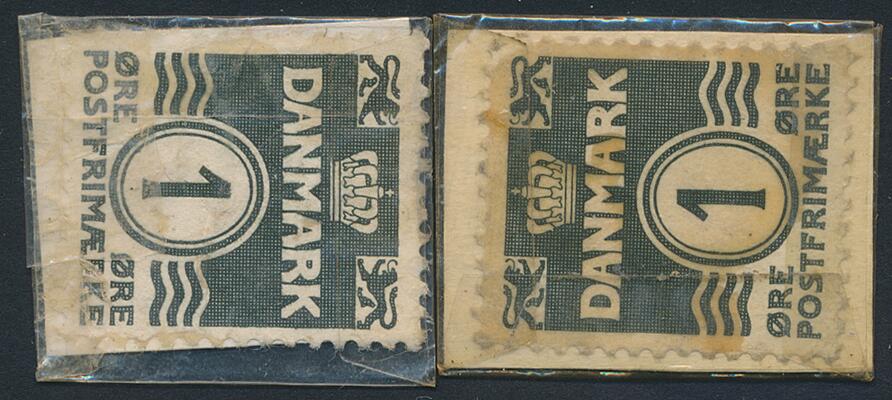 DANMARK
1
ØRE ØRE
POSTFRIMÆRKE
DANMARK
1
ØRE ØRE
POSTFRIMÆRKE